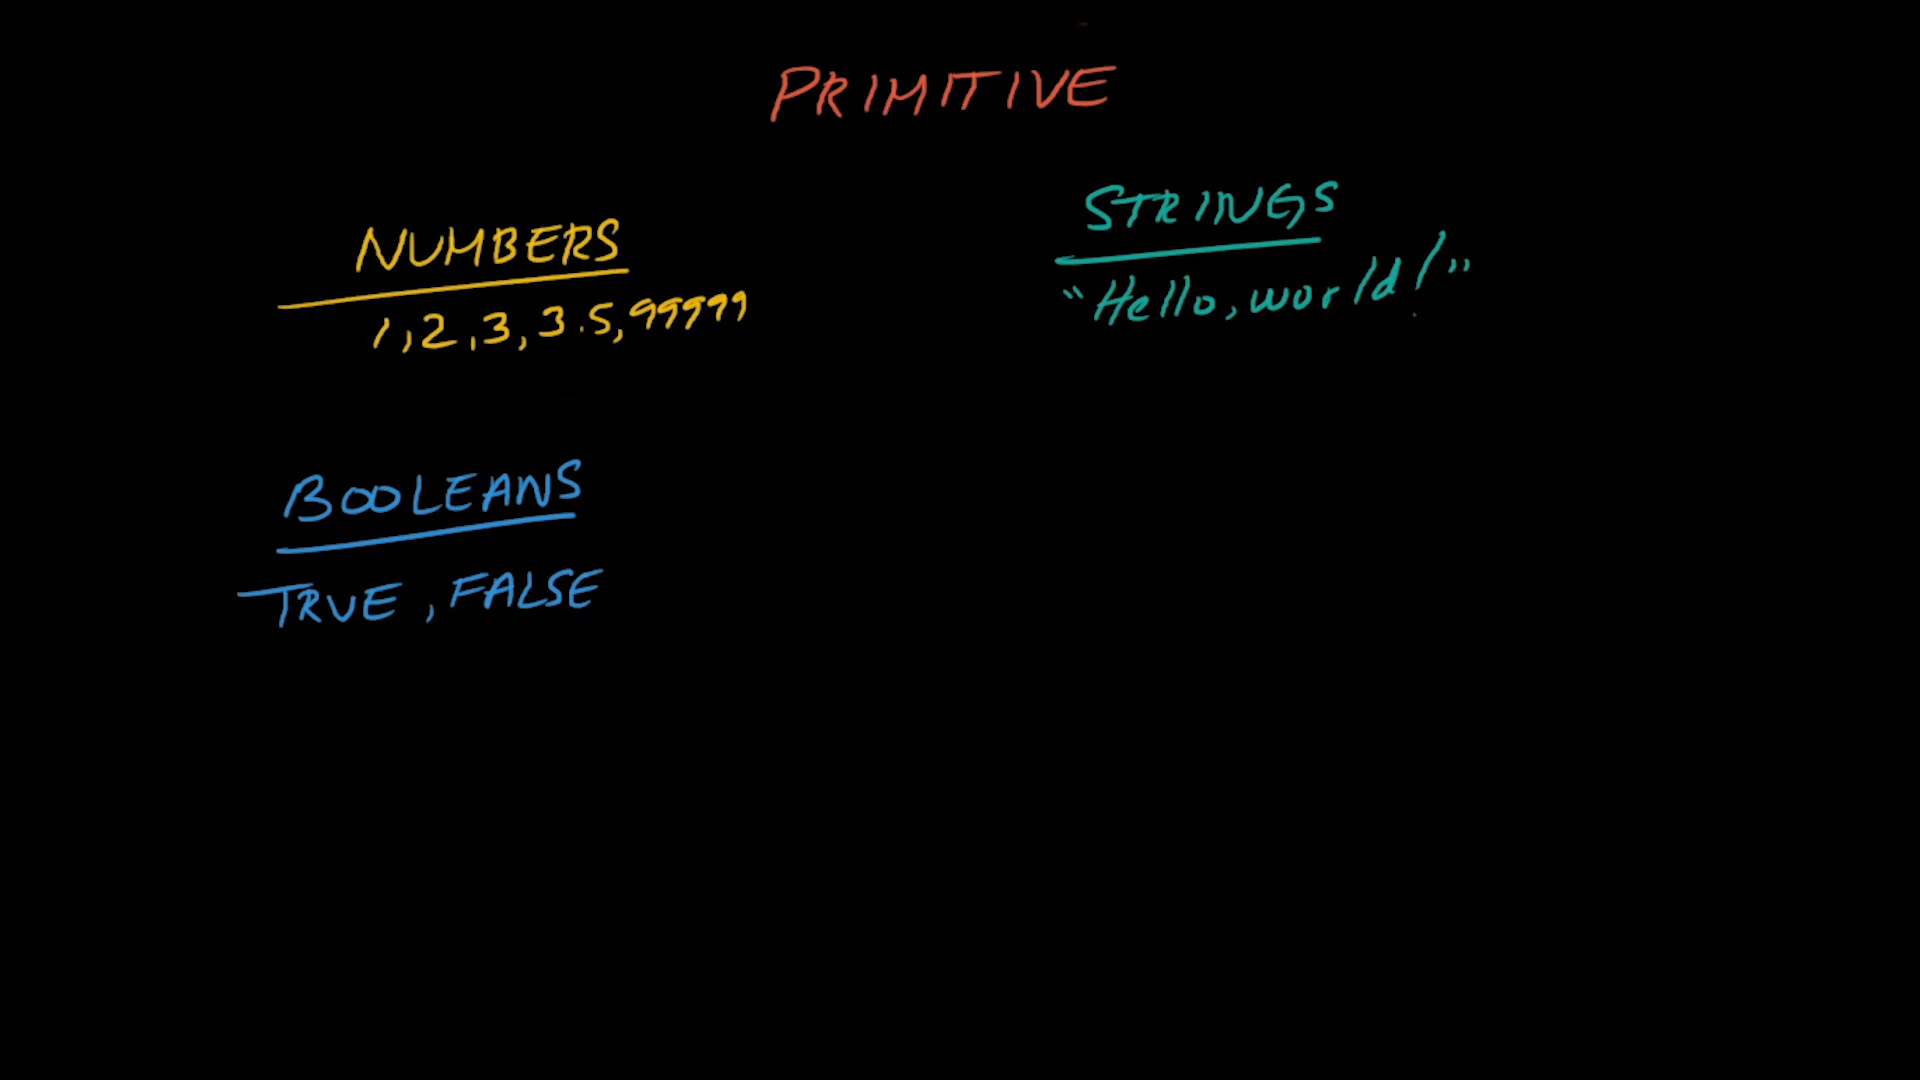 PRIMITIVE
NUMBERS
1,2,3,3.5,99999
STRINGS
"Hello, world!"
BOOLEANS
TRUE, FALSE